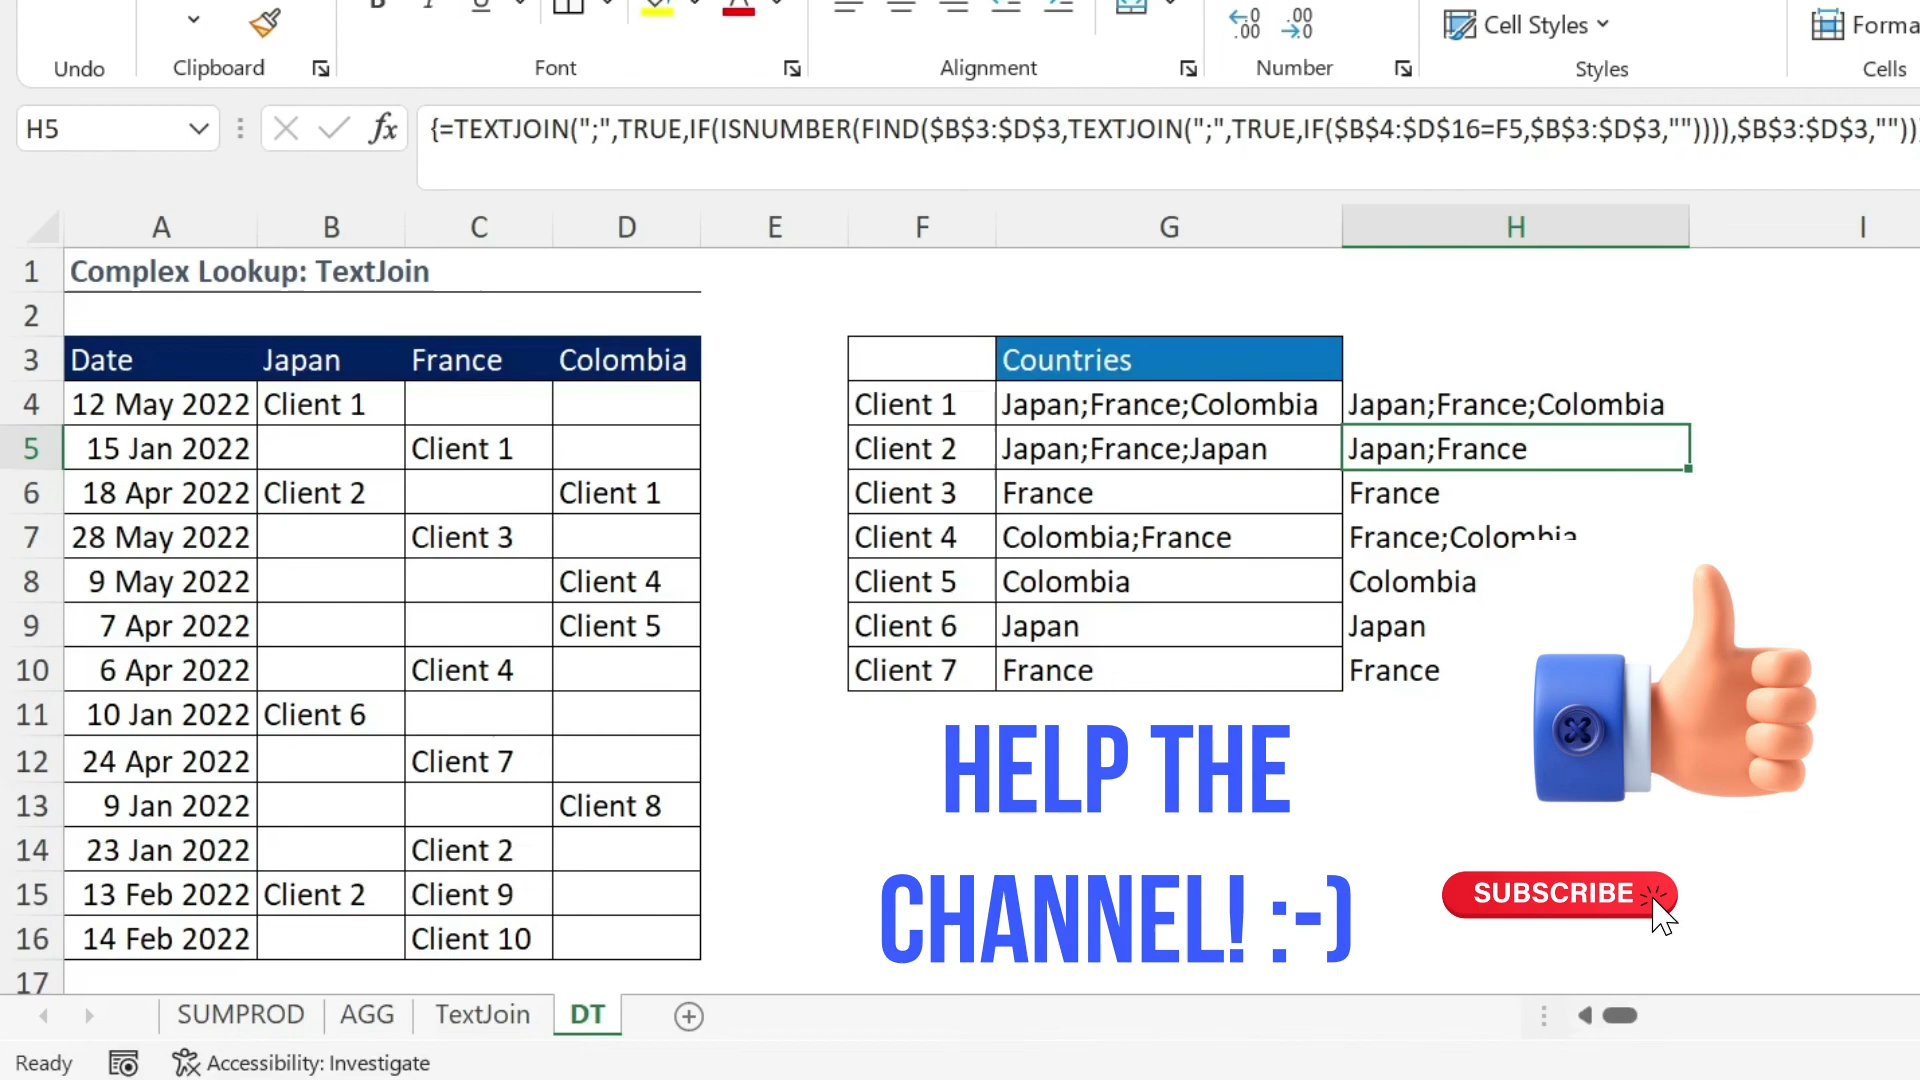 Undo Clipboard Font Alignment Number Cell Styles Styles Forma Cells
H5 fx {=TEXTJOIN(";",TRUE,IF(ISNUMBER(FIND($B$3:$D$3,TEXTJOIN(";",TRUE,IF($B$4:$D$16=F5,$B$3:$D$3,"")))),$B$3:$D$3,""))
A B C D E F G H I
1 Complex Lookup: TextJoin
2
3 Date Japan France Colombia Countries
4 12 May 2022 Client 1 Client 1 Japan;France;Colombia Japan;France;Colombia
5 15 Jan 2022 Client 1 Client 2 Japan;France;Japan Japan;France
6 18 Apr 2022 Client 2 Client 1 Client 3 France France
7 28 May 2022 Client 3 Client 4 Colombia;France France;Colombia
8 9 May 2022 Client 4 Client 5 Colombia Colombia
9 7 Apr 2022 Client 5 Client 6 Japan Japan
10 6 Apr 2022 Client 4 Client 7 France France
11 10 Jan 2022 Client 6
12 24 Apr 2022 Client 7
13 9 Jan 2022 Client 8
14 23 Jan 2022 Client 2
15 13 Feb 2022 Client 2 Client 9
16 14 Feb 2022 Client 10
17
HELP THE
CHANNEL! :-)
SUBSCRIBE
SUMPROD AGG TextJoin DT
Ready Accessibility: Investigate